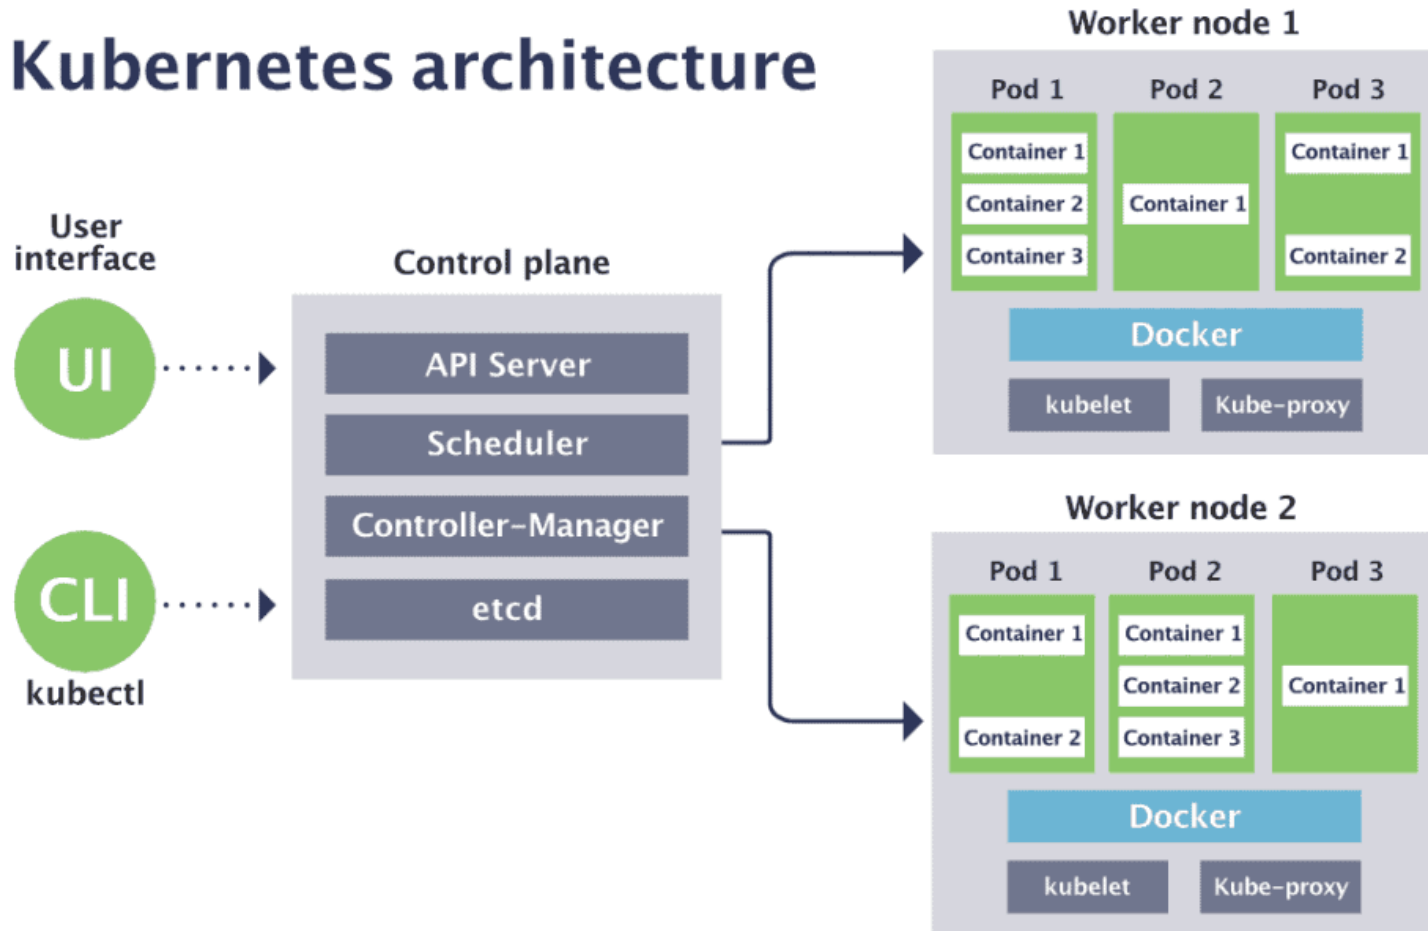 Kubernetes architecture
User
interface
UI
CLI
kubectl
Control plane
API Server
Scheduler
Controller-Manager
etcd
Worker node 1
Pod 1
Pod 2
Pod 3
Container 1
Container 2
Container 3
Container 1
Container 1
Container 2
Docker
kubelet
Kube-proxy
Worker node 2
Pod 1
Pod 2
Pod 3
Container 1
Container 2
Container 1
Container 2
Container 3
Container 1
Docker
kubelet
Kube-proxy